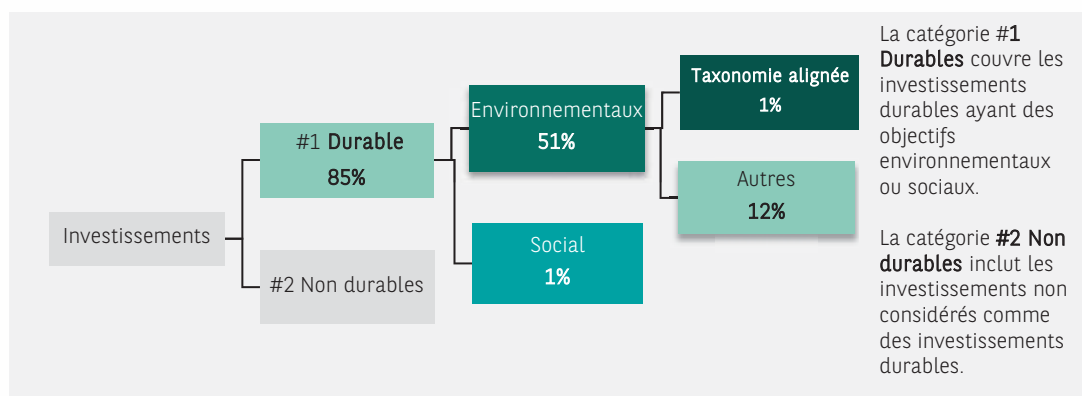 Investissements
#1 Durable
85%
#2 Non durables
Environnementaux
51%
Social
1%
Taxonomie alignée
1%
Autres
12%
La catégorie #1
Durables couvre les
investissements
durables ayant des
objectifs
environnementaux
ou sociaux.
La catégorie #2 Non
durables inclut les
investissements non
considérés comme
des investissements
durables.